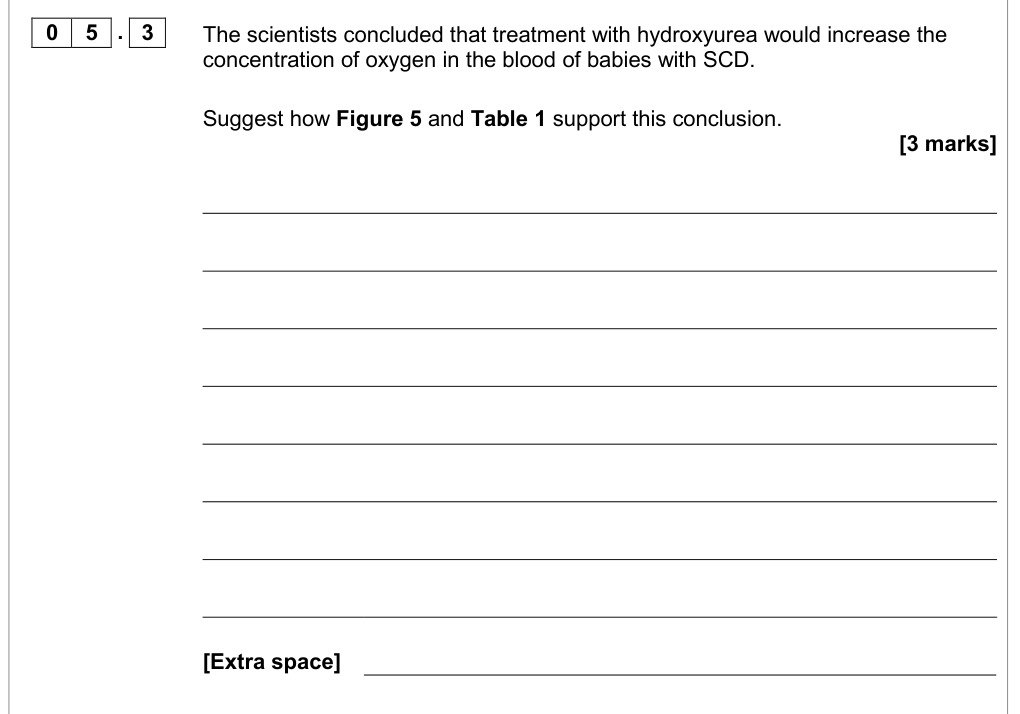 0 5 . 3 The scientists concluded that treatment with hydroxyurea would increase the
concentration of oxygen in the blood of babies with SCD.
Suggest how Figure 5 and Table 1 support this conclusion.
[3 marks]
[Extra space]